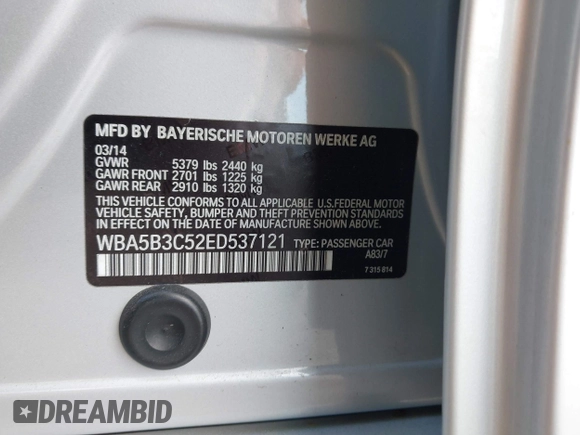 MFD BY BAYERISCHE MOTOREN WERKE AG
03/14
GVWR 5379 lbs 2440 kg
GAWR FRONT 2701 lbs 1225 kg
GAWR REAR 2910 lbs 1320 kg
THIS VEHICLE CONFORMS TO ALL APPLICABLE U.S.FEDERAL MOTOR
VEHICLE SAFETY, BUMPER AND THEFT PREVENTION STANDARDS
IN EFFECT ON THE DATE OF MANUFACTURE SHOWN ABOVE.
WBA5B3C52ED537121 TYPE: PASSENGER CAR
A83/7
7 315 814
DREAMBID